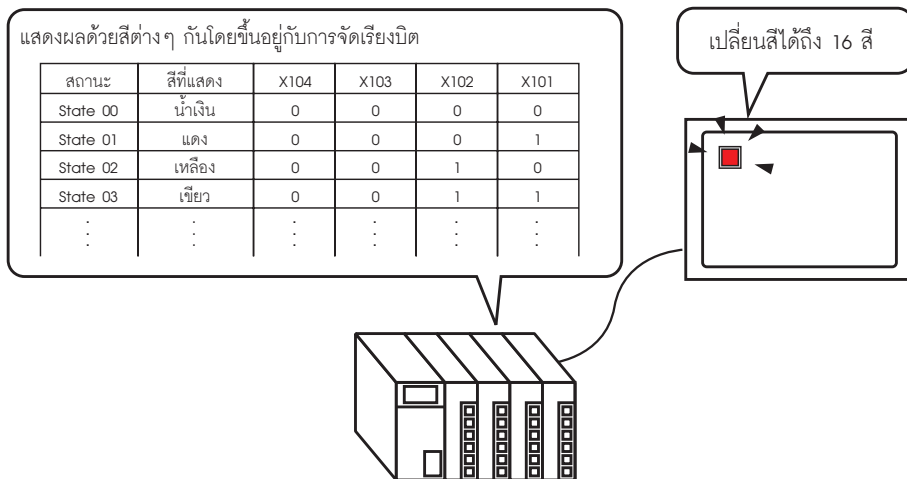 แสดงผลด้วยสีต่างๆ กันโดยขึ้นอยู่กับการจัดเรียงบิต
เปลี่ยนสีได้ถึง 16 สี
สถานะ สีที่แสดง X104 X103 X102 X101
State 00 น้ำเงิน 0 0 0 0
State 01 แดง 0 0 0 1
State 02 เหลือง 0 0 1 0
State 03 เขียว 0 0 1 1